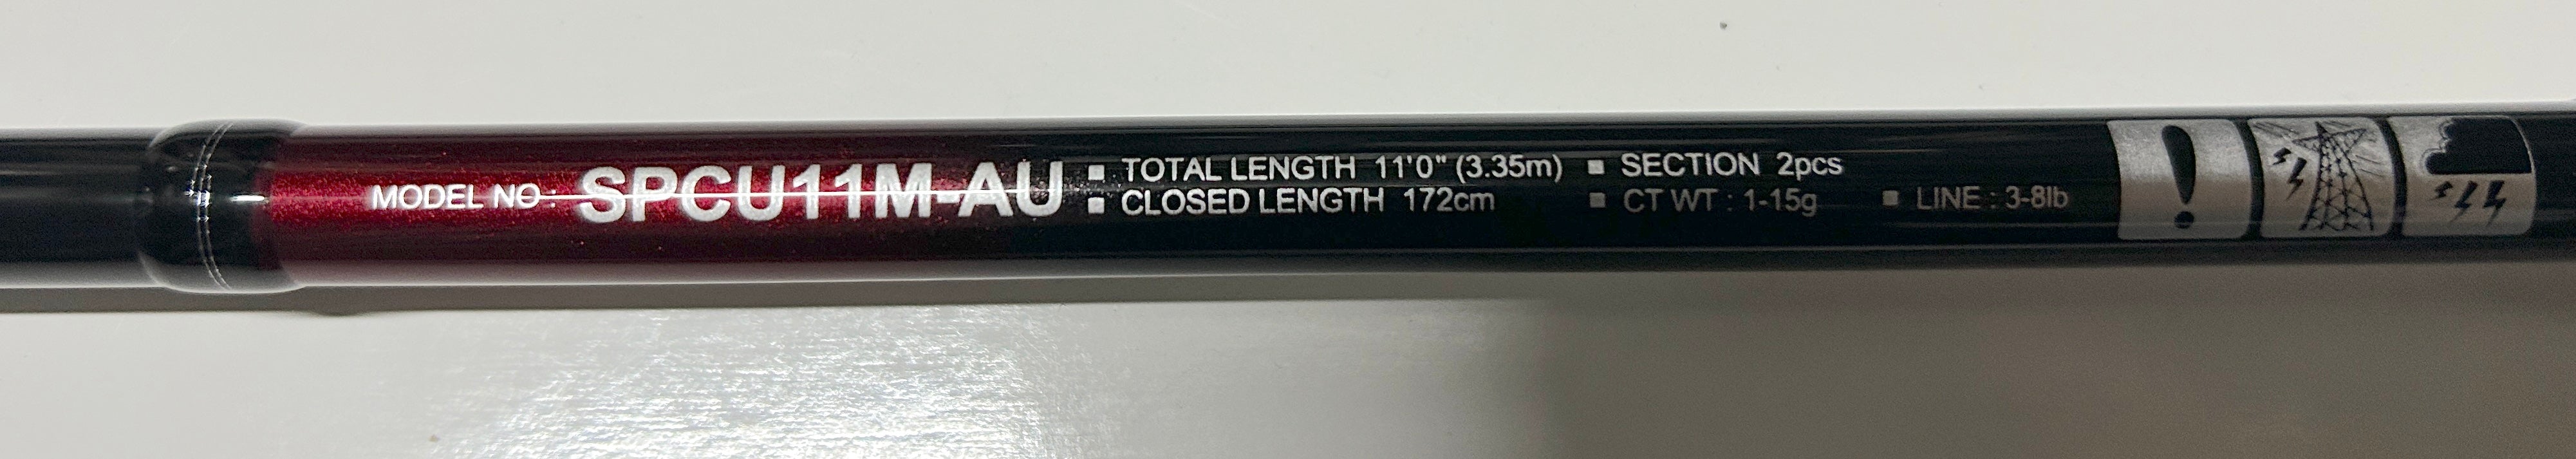 MODEL NO: SPCU11M-AU
■ TOTAL LENGTH 11'0" (3.35m) ■ SECTION 2pcs
■ CLOSED LENGTH 172cm ■ CT WT : 1-15g ■ LINE : 3-8lb
!